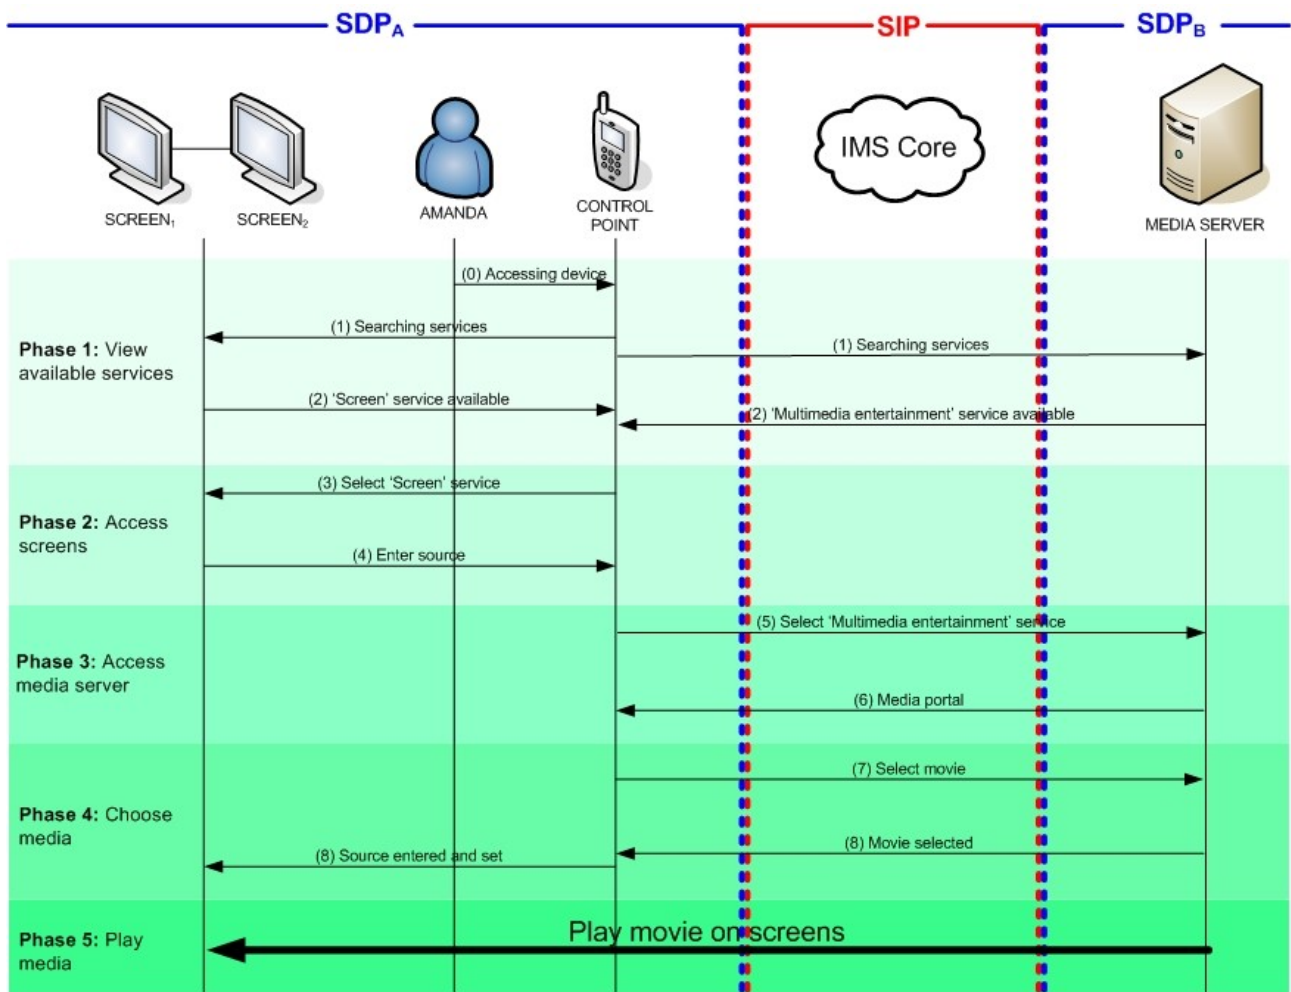 SDPA
SIP
SDPB
IMS Core
SCREEN1
SCREEN2
AMANDA
CONTROL
POINT
MEDIA SERVER
(0) Accessing device
(1) Searching services
(1) Searching services
Phase 1: View
available services
(2) 'Screen' service available
(2) 'Multimedia entertainment' service available
(3) Select 'Screen' service
Phase 2: Access
screens
(4) Enter source
(5) Select 'Multimedia entertainment' service
Phase 3: Access
media server
(6) Media portal
(7) Select movie
Phase 4: Choose
media
(8) Movie selected
(8) Source entered and set
Phase 5: Play
media
Play movie on screens